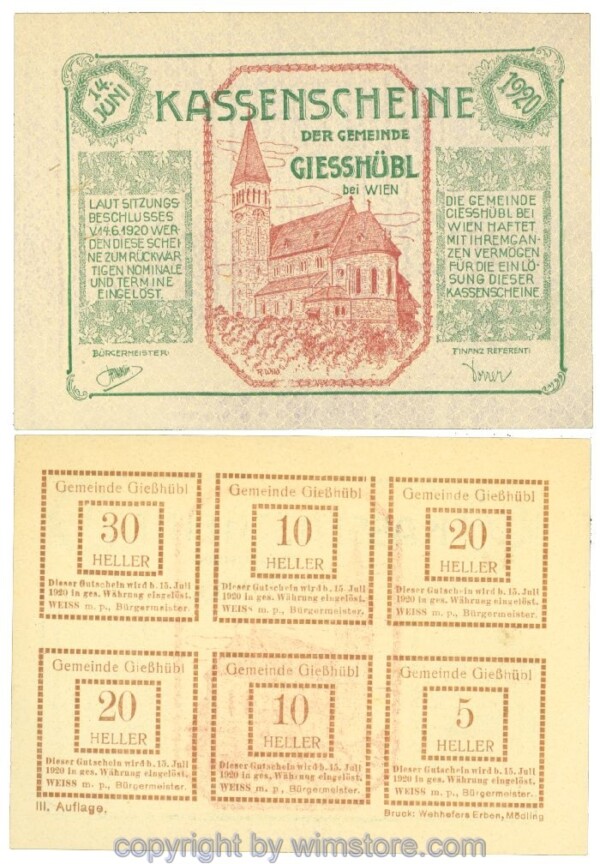 14.
JUNI
1920
KASSENSCHEINE
DER GEMEINDE
GIESSHÜBL
bei WIEN
LAUT SITZUNGS-
BESCHLUSSES
V.14.6.1920 WER-
DEN DIESE SCHEI-
NE ZUM RÜCKWÄR-
TIGEN NOMINALE
UND TERMINE
EINGELÖST.
DIE GEMEINDE
GIESSHÜBL BEI
WIEN HAFTET
MIT IHREM GAN-
ZEN VERMÖGEN
FÜR DIE EINLÖ-
SUNG DIESER
KASSENSCHEINE
BÜRGERMEISTER:
FINANZ REFERENT:
Gemeinde Gießhübl
30
HELLER
Dieser Gutschein wird b. 15. Juli
1920 in ges. Währung eingelöst.
WEISS m. p., Bürgermeister.
Gemeinde Gießhübl
10
HELLER
Dieser Gutschein wird b. 15. Juli
1920 in ges. Währung eingelöst.
WEISS m. p., Bürgermeister.
Gemeinde Gießhübl
20
HELLER
Dieser Gutschein wird b. 15. Juli
1920 in ges. Währung eingelöst.
WEISS m. p., Bürgermeister.
Gemeinde Gießhübl
20
HELLER
Dieser Gutschein wird b. 15. Juli
1920 in ges. Währung eingelöst.
WEISS m. p., Bürgermeister.
Gemeinde Gießhübl
10
HELLER
Dieser Gutschein wird b. 15. Juli
1920 in ges. Währung eingelöst.
WEISS m. p., Bürgermeister.
Gemeinde Gießhübl
5
HELLER
Dieser Gutschein wird b. 15. Juli
1920 in ges. Währung eingelöst.
WEISS m. p., Bürgermeister.
III. Auflage.
Druck: Wehhofers Erben, Mödling
copyright by wimstore.com